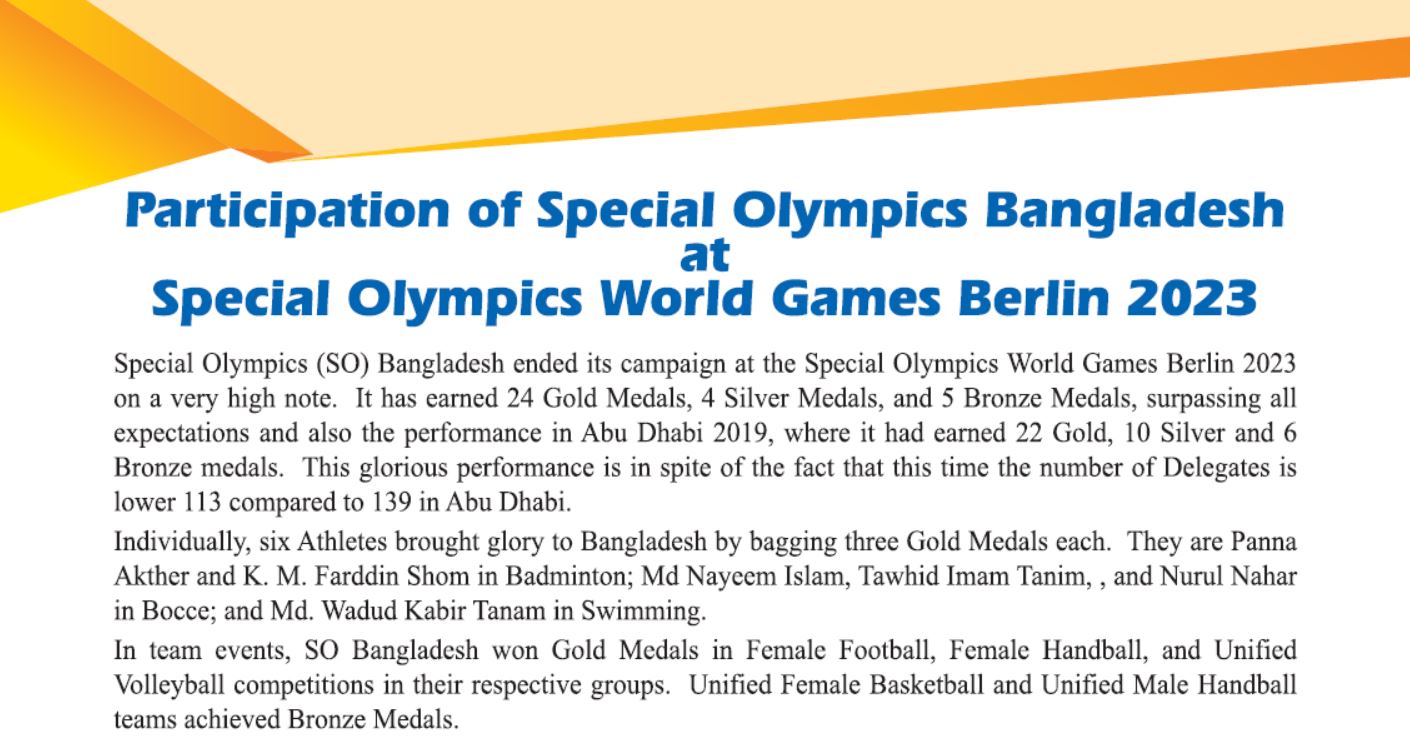 Participation of Special Olympics Bangladesh
at
Special Olympics World Games Berlin 2023
Special Olympics (SO) Bangladesh ended its campaign at the Special Olympics World Games Berlin 2023
on a very high note.  It has earned 24 Gold Medals, 4 Silver Medals, and 5 Bronze Medals, surpassing all
expectations and also the performance in Abu Dhabi 2019, where it had earned 22 Gold, 10 Silver and 6
Bronze medals.  This glorious performance is in spite of the fact that this time the number of Delegates is
lower 113 compared to 139 in Abu Dhabi.
Individually, six Athletes brought glory to Bangladesh by bagging three Gold Medals each.  They are Panna
Akther and K. M. Farddin Shom in Badminton; Md Nayeem Islam, Tawhid Imam Tanim, , and Nurul Nahar
in Bocce; and Md. Wadud Kabir Tanam in Swimming.
In team events, SO Bangladesh won Gold Medals in Female Football, Female Handball, and Unified
Volleyball competitions in their respective groups.  Unified Female Basketball and Unified Male Handball
teams achieved Bronze Medals.